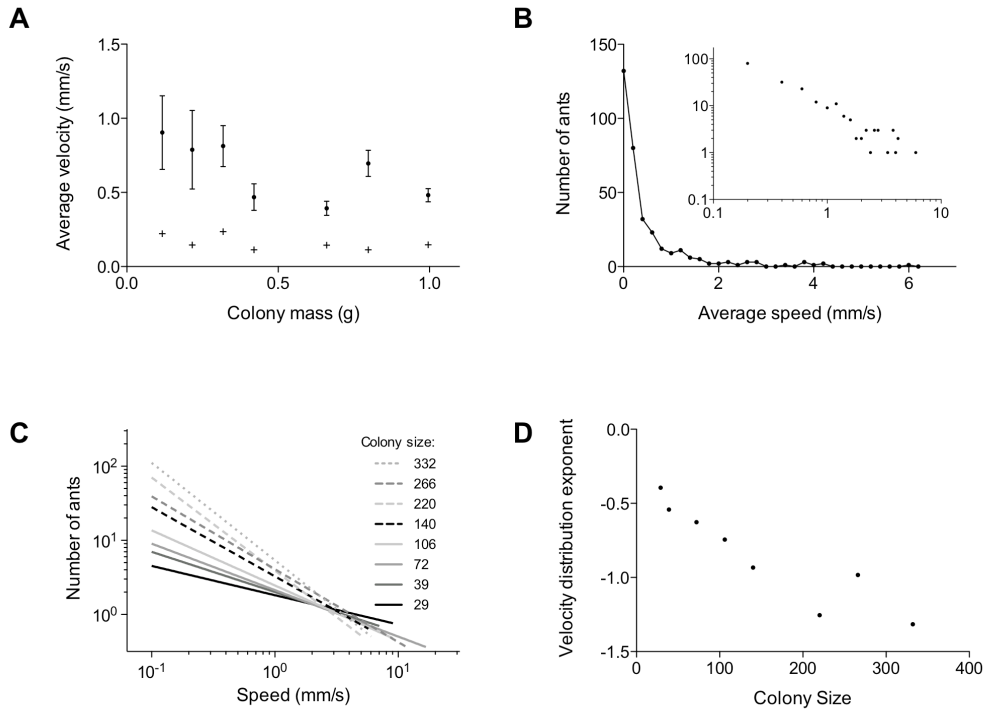 A
Average velocity (mm/s)
1.5
1.0
0.5
0.0
0.0 0.5 1.0
Colony mass (g)
B
Number of ants
150
100
50
0
0 2 4 6
Average speed (mm/s)
100
10
1
0.1
0.1 1 10
C
Number of ants
10²
10¹
10⁰
10⁻¹ 10⁰ 10¹
Speed (mm/s)
Colony size:
332
266
220
140
106
72
39
29
D
Velocity distribution exponent
0.0
-0.5
-1.0
-1.5
0 100 200 300 400
Colony Size